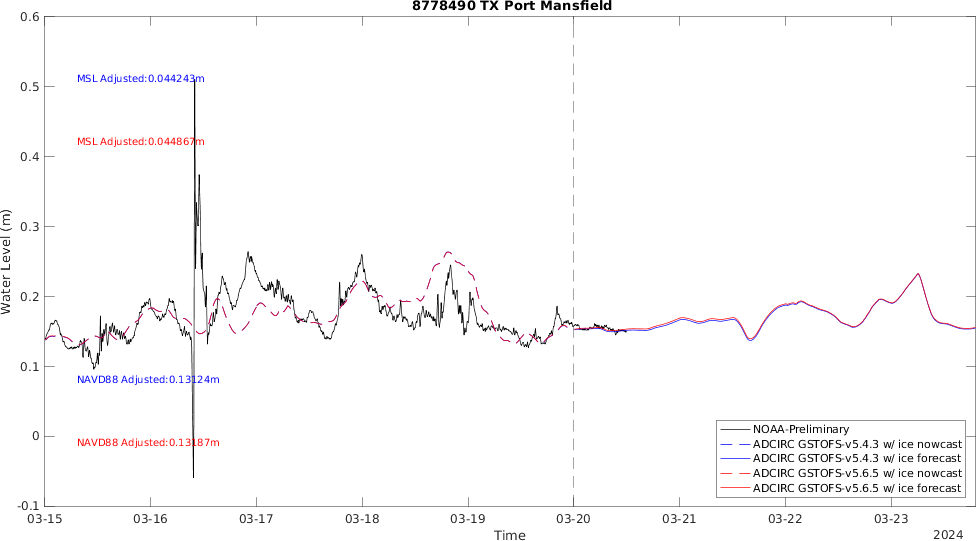 8778490 TX Port Mansfield
0.6
0.5
0.4
0.3
0.2
0.1
0
-0.1
Water Level (m)
MSL Adjusted:0.044243m
MSL Adjusted:0.044867m
NAVD88 Adjusted:0.13124m
NAVD88 Adjusted:0.13187m
NOAA-Preliminary
ADCIRC GSTOFS-v5.4.3 w/ ice nowcast
ADCIRC GSTOFS-v5.4.3 w/ ice forecast
ADCIRC GSTOFS-v5.6.5 w/ ice nowcast
ADCIRC GSTOFS-v5.6.5 w/ ice forecast
03-15 03-16 03-17 03-18 03-19 03-20 03-21 03-22 03-23
Time
2024